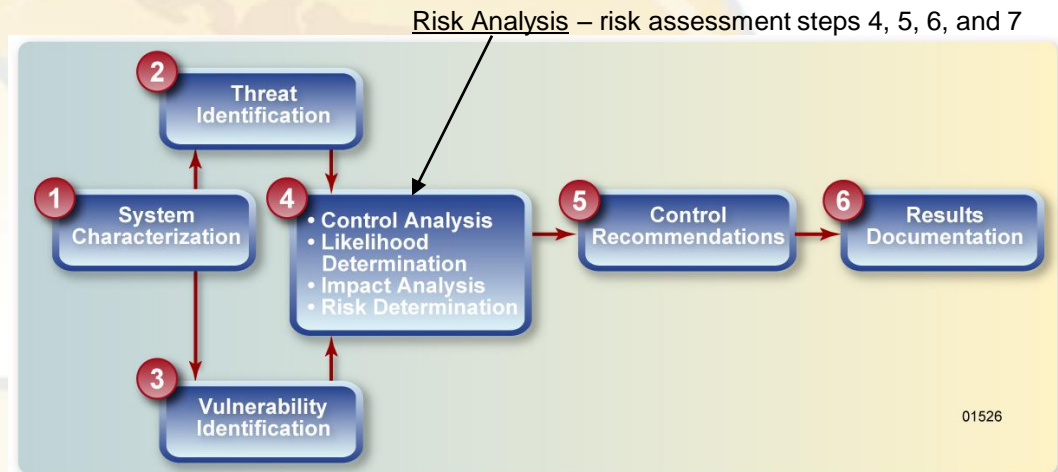 Risk Analysis – risk assessment steps 4, 5, 6, and 7
2
Threat
Identification
1
System
Characterization
4
• Control Analysis
• Likelihood
Determination
• Impact Analysis
• Risk Determination
5
Control
Recommendations
6
Results
Documentation
3
Vulnerability
Identification
01526